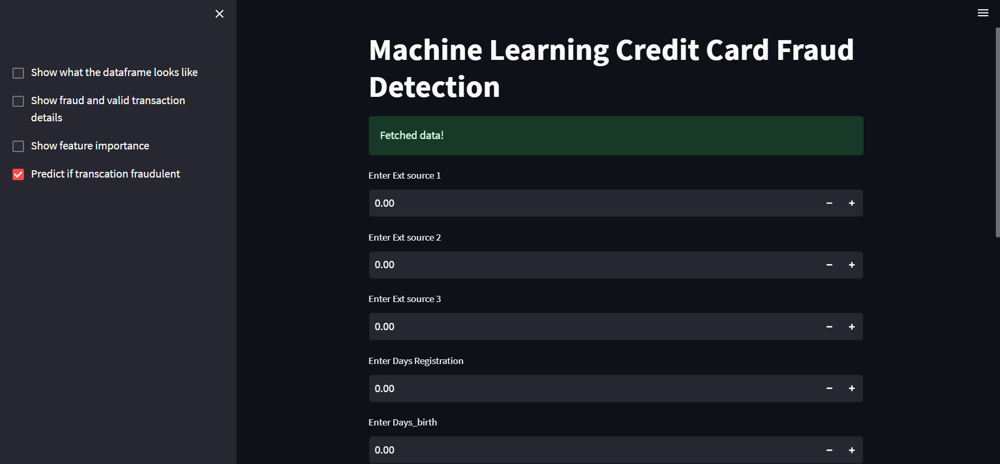 Show what the dataframe looks like
Show fraud and valid transaction
details
Show feature importance
Predict if transcation fraudulent
Machine Learning Credit Card Fraud
Detection
Fetched data!
Enter Ext source 1
0.00
Enter Ext source 2
0.00
Enter Ext source 3
0.00
Enter Days Registration
0.00
Enter Days_birth
0.00